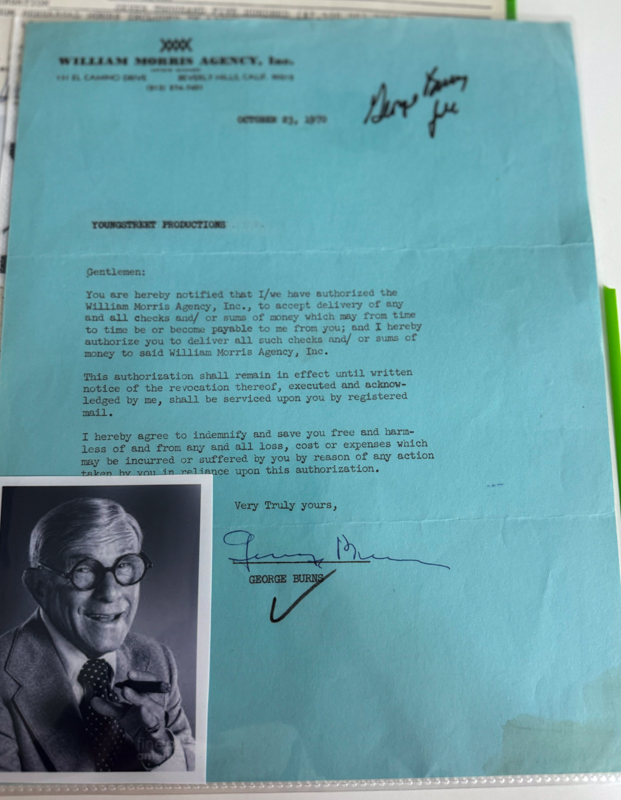 WILLIAM MORRIS AGENCY, Inc.
151 EL CAMINO DRIVE BEVERLY HILLS, CALIF.
OCTOBER 23, 1970
George Burns
YOUNGSTREET PRODUCTIONS
Gentlemen:
You are hereby notified that I/we have authorized the
William Morris Agency, Inc., to accept delivery of any
and all checks and/ or sums of money which may from time
to time be or become payable to me from you; and I hereby
authorize you to deliver all such checks and/ or sums of
money to said William Morris Agency, Inc.
This authorization shall remain in effect until written
notice of the revocation thereof, executed and acknow-
ledged by me, shall be serviced upon you by registered
mail.
I hereby agree to indemnify and save you free and harm-
less of and from any and all loss, cost or expenses which
may be incurred or suffered by you by reason of any action
taken by you in reliance upon this authorization.
Very Truly yours,
George Burns
GEORGE BURNS